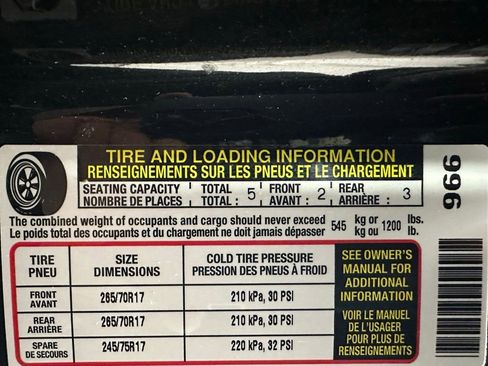 TIRE AND LOADING INFORMATION
RENSEIGNEMENTS SUR LES PNEUS ET LE CHARGEMENT
SEATING CAPACITY TOTAL FRONT REAR
NOMBRE DE PLACES TOTAL : 5 AVANT : 2 ARRIÈRE : 3
The combined weight of occupants and cargo should never exceed 545 kg or 1200 lbs.
Le poids total des occupants et du chargement ne doit jamais dépasser kg ou lb.
TIRE SIZE COLD TIRE PRESSURE
PNEU DIMENSIONS PRESSION DES PNEUS À FROID
FRONT
AVANT 265/70R17 210 kPa, 30 PSI
REAR
ARRIÈRE 265/70R17 210 kPa, 30 PSI
SPARE
DE SECOURS 245/75R17 220 kPa, 32 PSI
SEE OWNER'S
MANUAL FOR
ADDITIONAL
INFORMATION
VOIR LE MANUEL
DE L'USAGER
POUR PLUS DE
RENSEIGNEMENTS
966